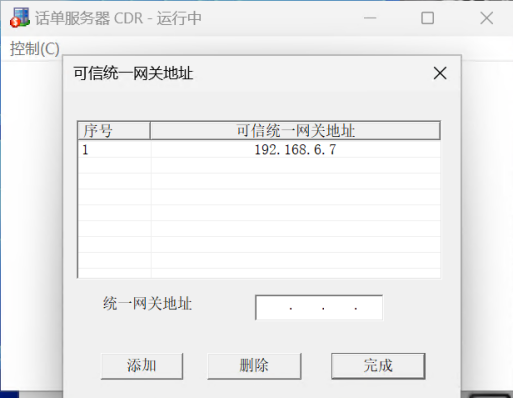 话单服务器 CDR - 运行中
控制(C)
可信统一网关地址
序号 可信统一网关地址
1 192.168.6.7
统一网关地址 . . .
添加 删除 完成